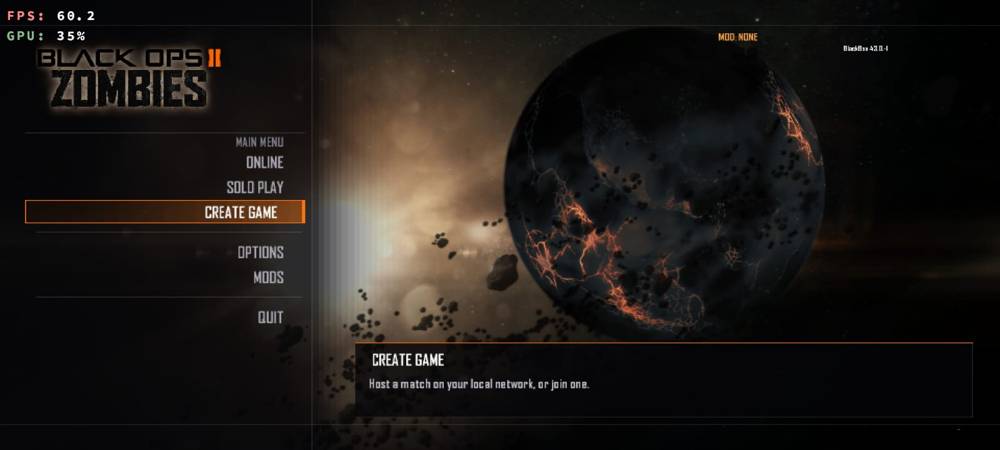 FPS: 60.2
GPU: 35%
BLACK OPS II
ZOMBIES
MOD: NONE
MAIN MENU
ONLINE
SOLO PLAY
CREATE GAME
OPTIONS
MODS
QUIT
CREATE GAME
Host a match on your local network, or join one.